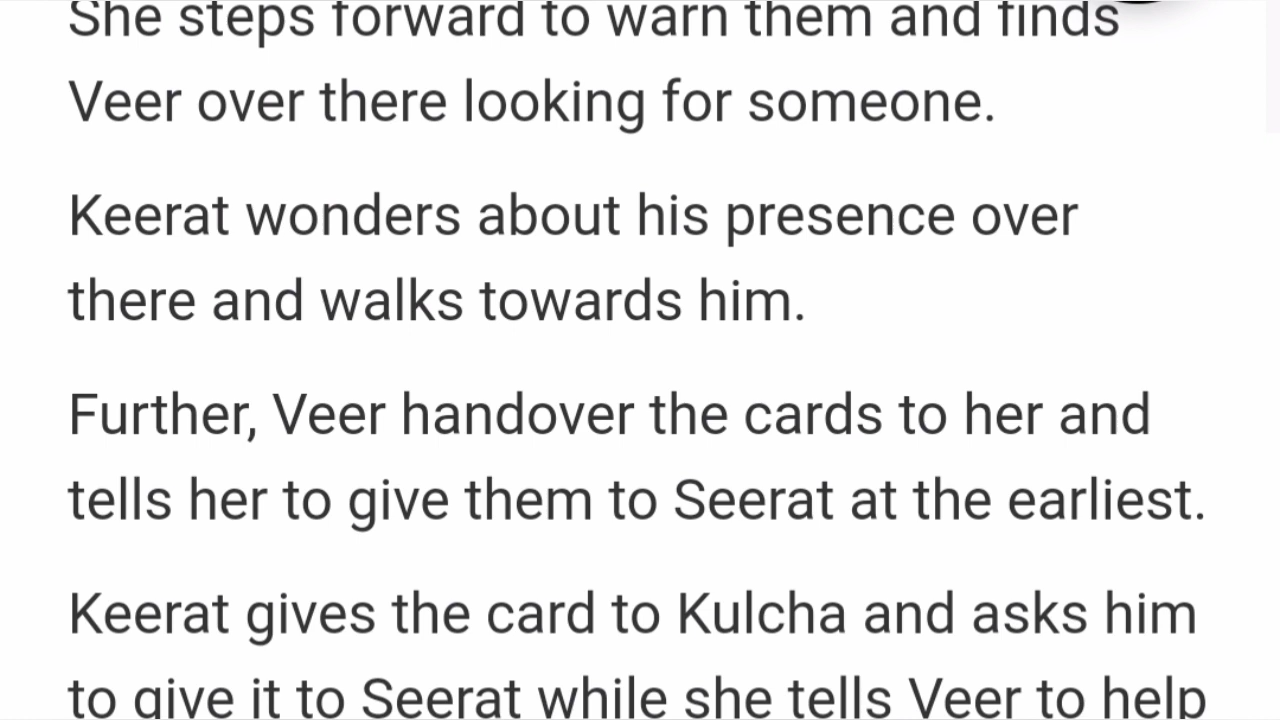 She steps forward to warn them and finds
Veer over there looking for someone.
Keerat wonders about his presence over
there and walks towards him.
Further, Veer handover the cards to her and
tells her to give them to Seerat at the earliest.
Keerat gives the card to Kulcha and asks him
to give it to Seerat while she tells Veer to help